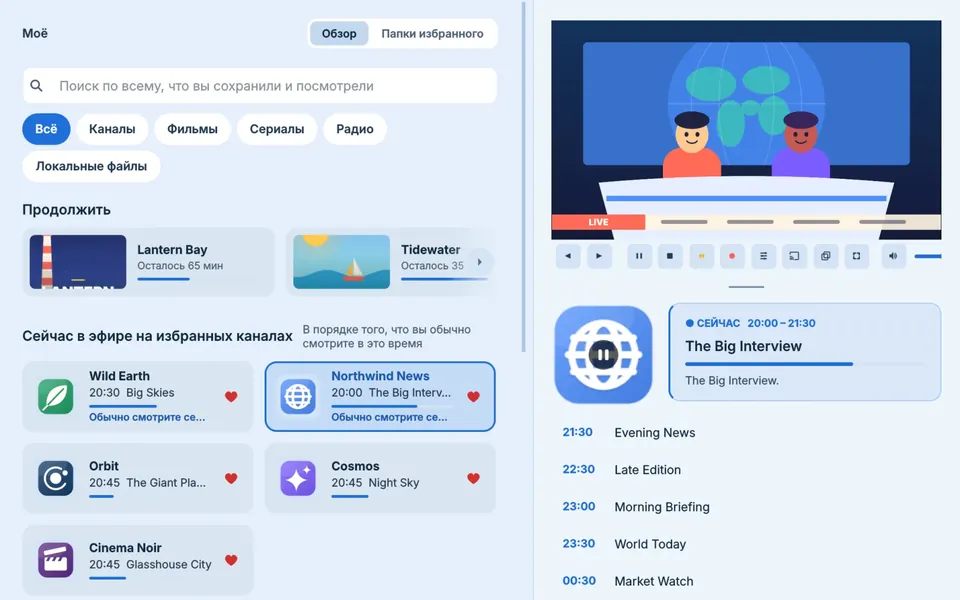 Моё
Обзор
Папки избранного
Поиск по всему, что вы сохранили и посмотрели
Всё
Каналы
Фильмы
Сериалы
Радио
Локальные файлы
Продолжить
Lantern Bay
Осталось 65 мин
Tidewater
Осталось 35
Сейчас в эфире на избранных каналах
В порядке того, что вы обычно
смотрите в это время
Wild Earth
20:30 Big Skies
Обычно смотрите се...
Northwind News
20:00 The Big Interv...
Обычно смотрите се...
Orbit
20:45 The Giant Pla...
Cosmos
20:45 Night Sky
Cinema Noir
20:45 Glasshouse City
LIVE
СЕЙЧАС 20:00 – 21:30
The Big Interview
The Big Interview.
21:30 Evening News
22:30 Late Edition
23:00 Morning Briefing
23:30 World Today
00:30 Market Watch